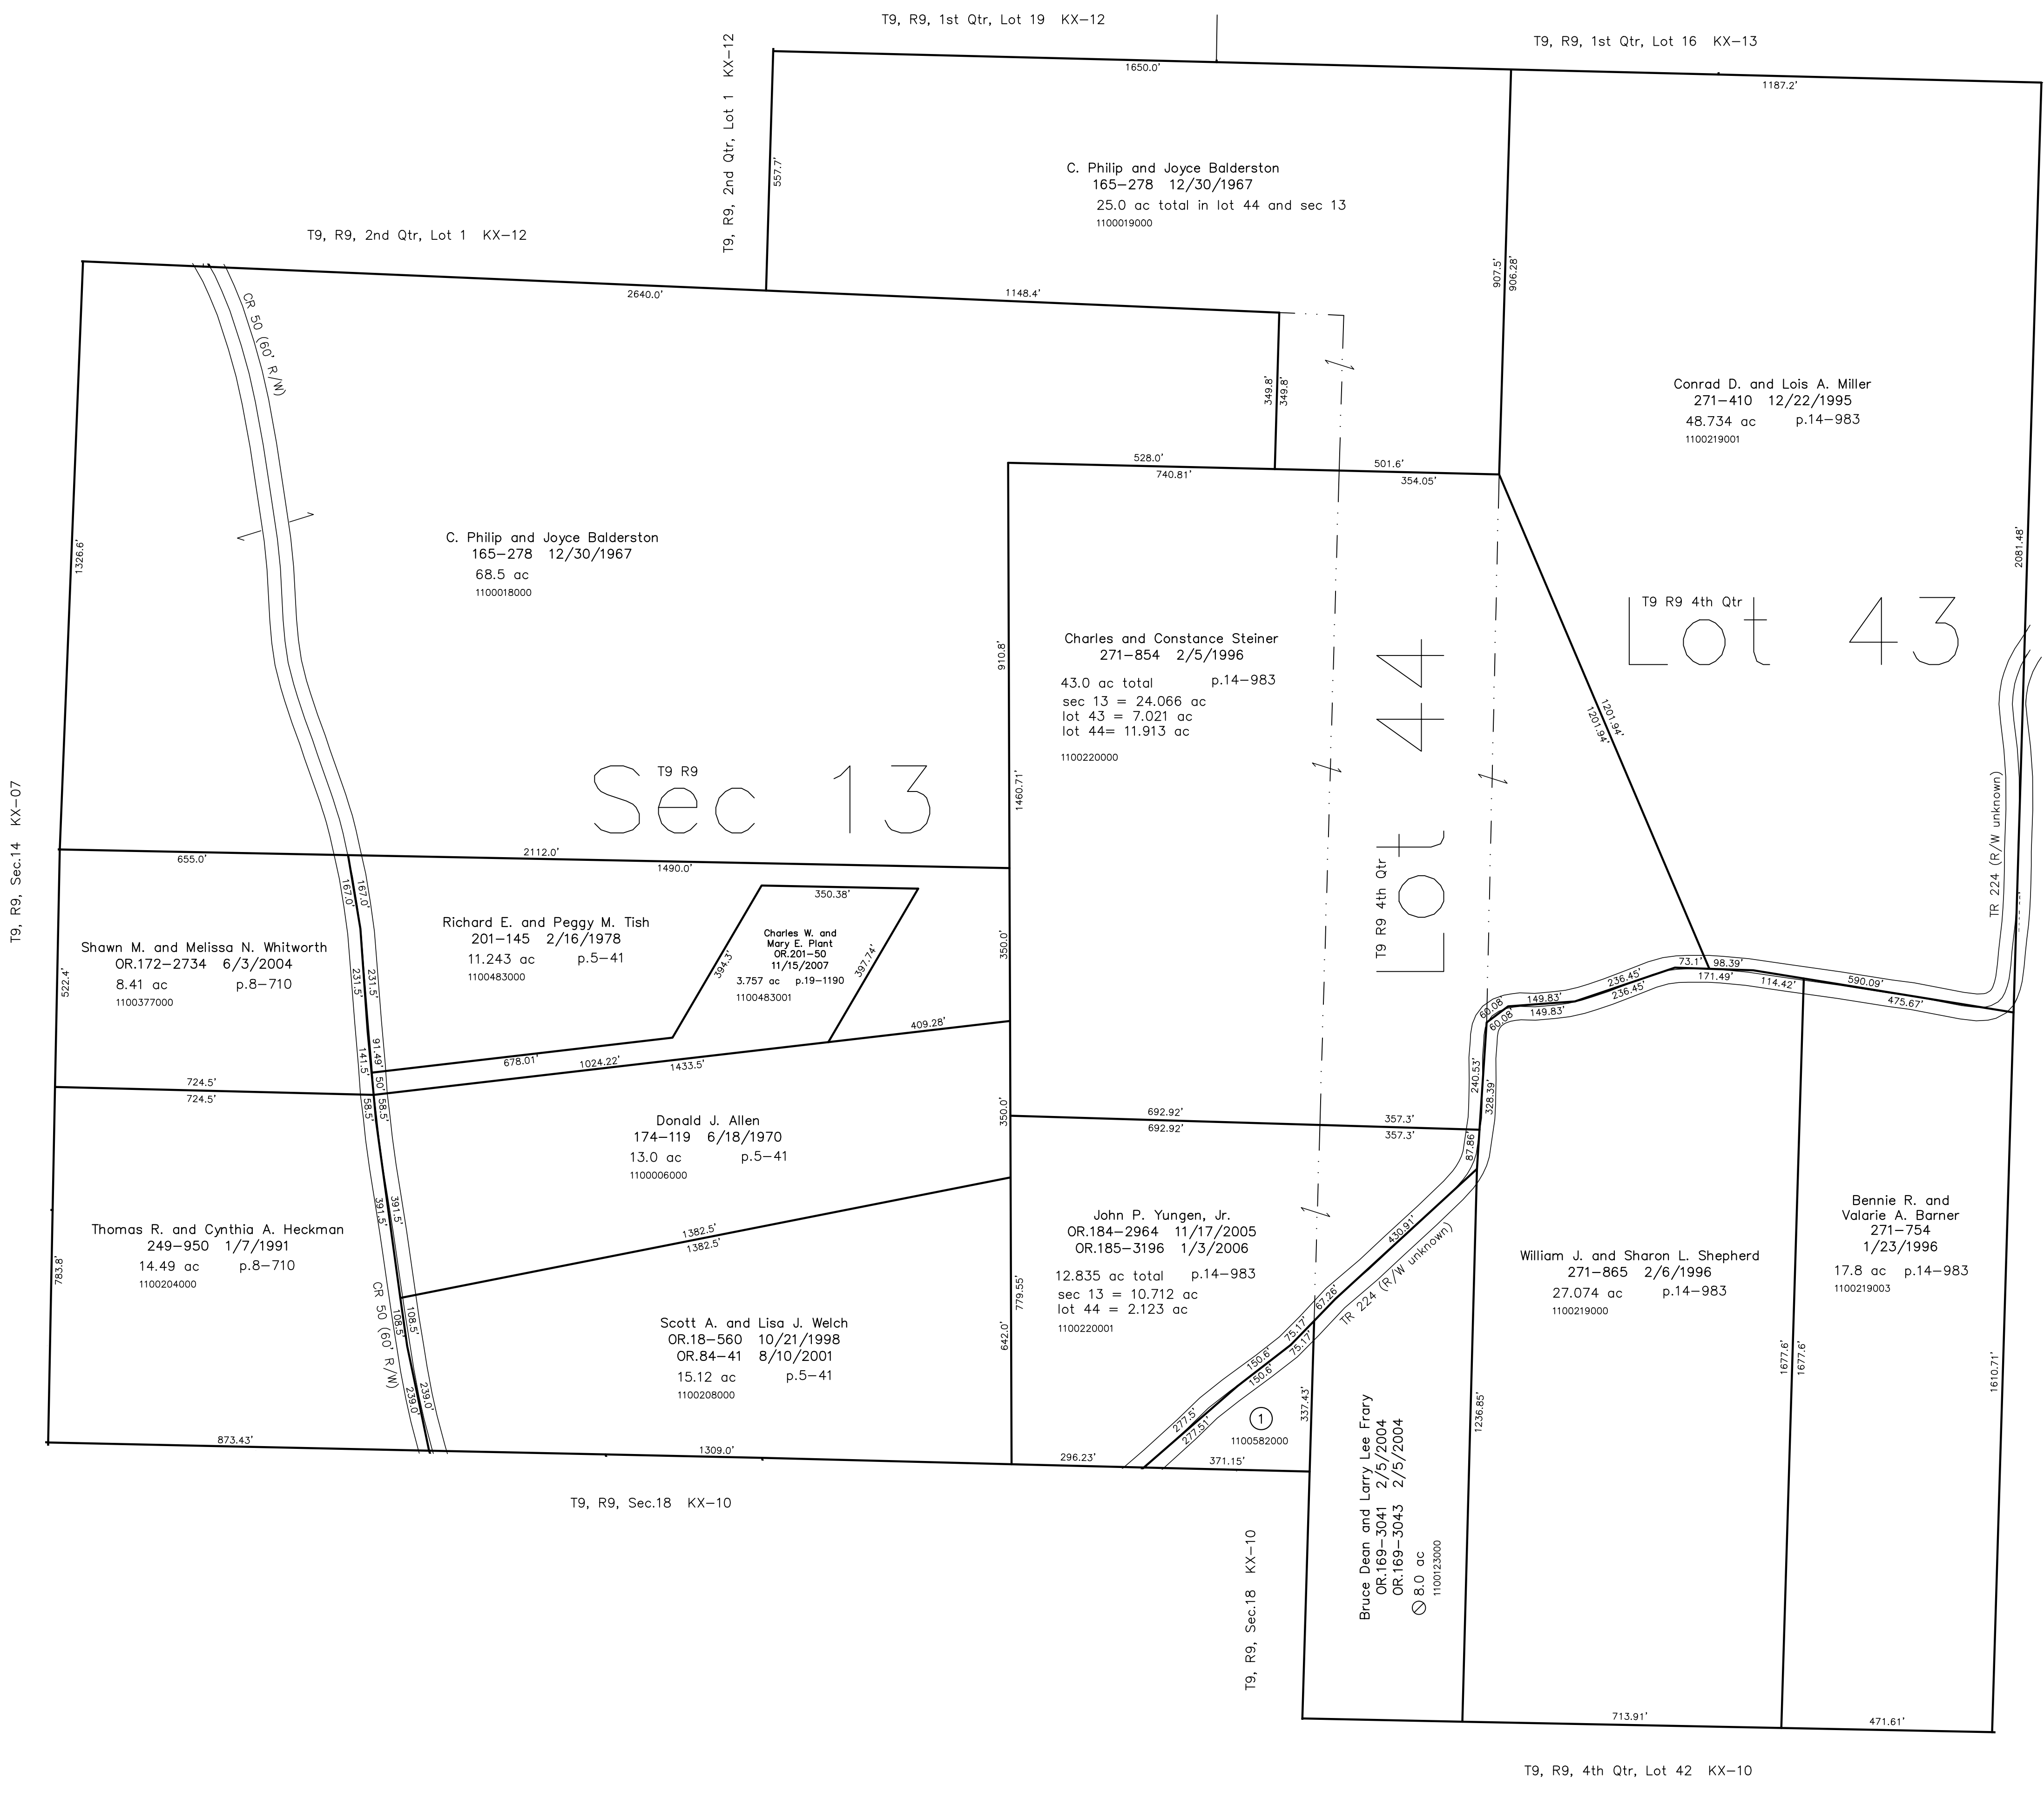 T9, R9, 1st Qtr, Lot 19 KX-12
T9, R9, 1st Qtr, Lot 16 KX-13
T9, R9, 2nd Qtr, Lot 1 KX-12
1650.0'
1187.2'
557.7'
C. Philip and Joyce Balderston
165-278 12/30/1967
25.0 ac total in lot 44 and sec 13
1100019000
T9, R9, 2nd Qtr, Lot 1 KX-12
2640.0'
1148.4'
907.5'
906.28'
CR 50 (60' R/W)
349.8'
349.8'
Conrad D. and Lois A. Miller
271-410 12/22/1995
48.734 ac p.14-983
1100219001
528.0'
501.6'
740.81'
354.05'
1326.6'
C. Philip and Joyce Balderston
165-278 12/30/1967
68.5 ac
1100018000
2081.48'
T9 R9 4th Qtr
Lot 43
910.8'
Charles and Constance Steiner
271-854 2/5/1996
43.0 ac total p.14-983
sec 13 = 24.066 ac
lot 43 = 7.021 ac
lot 44= 11.913 ac
1100220000
1201.94'
1201.94'
T9 R9
Sec 13
1460.71'
T9 R9 4th Qtr
Lot 44
TR 224 (R/W unknown)
T9, R9, Sec.14 KX-07
655.0'
2112.0'
1490.0'
167.0'
167.0'
350.38'
Richard E. and Peggy M. Tish
201-145 2/16/1978
11.243 ac p.5-41
1100483000
Charles W. and
Mary E. Plant
OR.201-50
11/15/2007
3.757 ac p.19-1190
1100483001
394.3'
397.74'
350.0'
Shawn M. and Melissa N. Whitworth
OR.172-2734 6/3/2004
8.41 ac p.8-710
1100377000
522.4'
231.5'
231.5'
73.1'
98.39'
171.49'
114.42'
590.09'
475.67'
236.45'
236.45'
149.83'
149.83'
60.08'
60.08'
409.28'
91.49'
141.5'
50'
678.01'
1024.22'
1433.5'
724.5'
724.5'
58.5'
58.5'
240.53'
328.39'
350.0'
692.92'
357.3'
692.92'
357.3'
87.86'
Donald J. Allen
174-119 6/18/1970
13.0 ac p.5-41
1100006000
391.5'
391.5'
1382.5'
1382.5'
Thomas R. and Cynthia A. Heckman
249-950 1/7/1991
14.49 ac p.8-710
1100204000
783.8'
CR 50 (60' R/W)
John P. Yungen, Jr.
OR.184-2964 11/17/2005
OR.185-3196 1/3/2006
12.835 ac total p.14-983
sec 13 = 10.712 ac
lot 44 = 2.123 ac
1100220001
779.55'
430.91'
TR 224 (R/W unknown)
67.26'
75.17'
75.17'
150.6'
150.6'
277.5'
277.51'
William J. and Sharon L. Shepherd
271-865 2/6/1996
27.074 ac p.14-983
1100219000
Bennie R. and
Valarie A. Barner
271-754
1/23/1996
17.8 ac p.14-983
1100219003
108.5'
108.5'
Scott A. and Lisa J. Welch
OR.18-560 10/21/1998
OR.84-41 8/10/2001
15.12 ac p.5-41
1100208000
642.0'
239.0'
239.0'
337.43'
1
1100582000
1236.85'
1677.6'
1677.6'
1610.71'
873.43'
1309.0'
296.23'
371.15'
T9, R9, Sec.18 KX-10
T9, R9, Sec.18 KX-10
Bruce Dean and Larry Lee Frary
OR.169-3041 2/5/2004
OR.169-3043 2/5/2004
8.0 ac
1100123000
713.91'
471.61'
T9, R9, 4th Qtr, Lot 42 KX-10